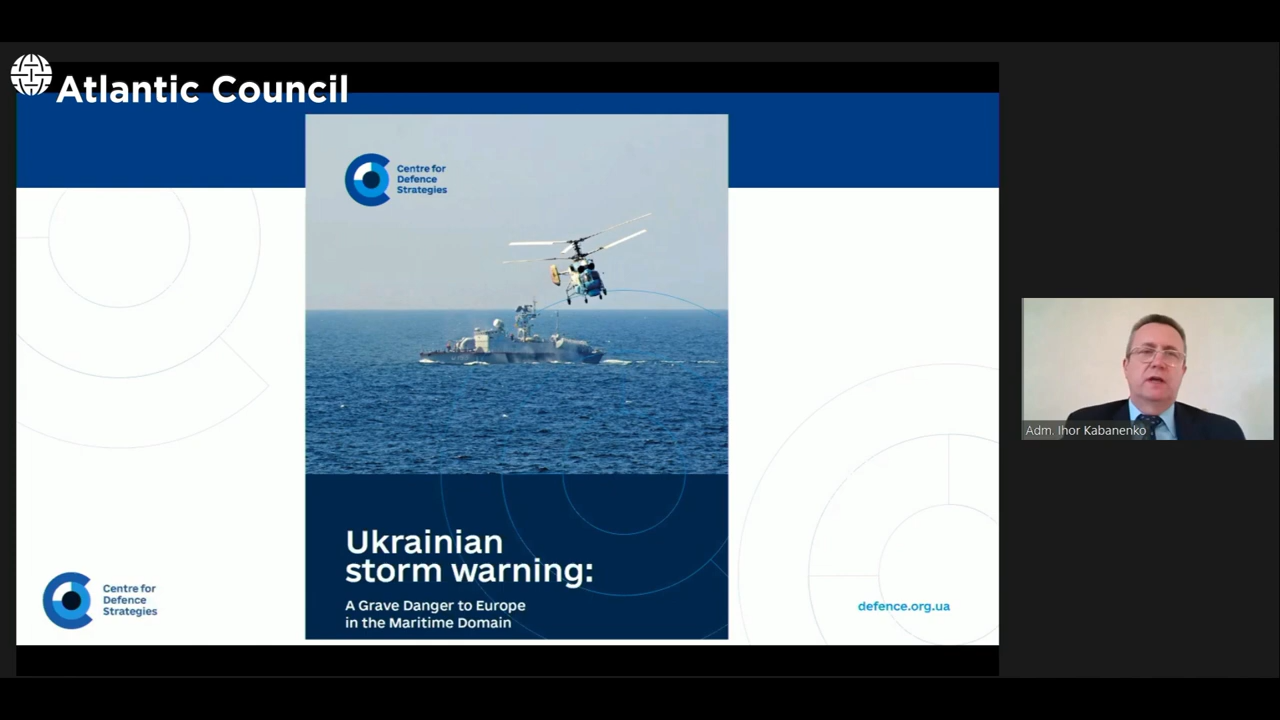 Atlantic Council
Centre for
Defence
Strategies
Ukrainian
storm warning:
A Grave Danger to Europe
in the Maritime Domain
Centre for
Defence
Strategies
defence.org.ua
Adm. Ihor Kabanenko